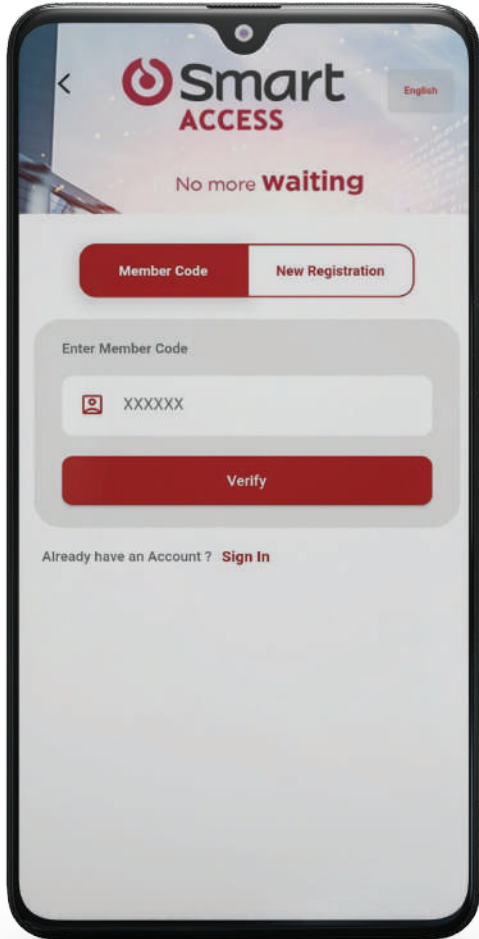 Smart
ACCESS
English
No more waiting
Member Code
New Registration
Enter Member Code
XXXXXX
Verify
Already have an Account ? Sign In